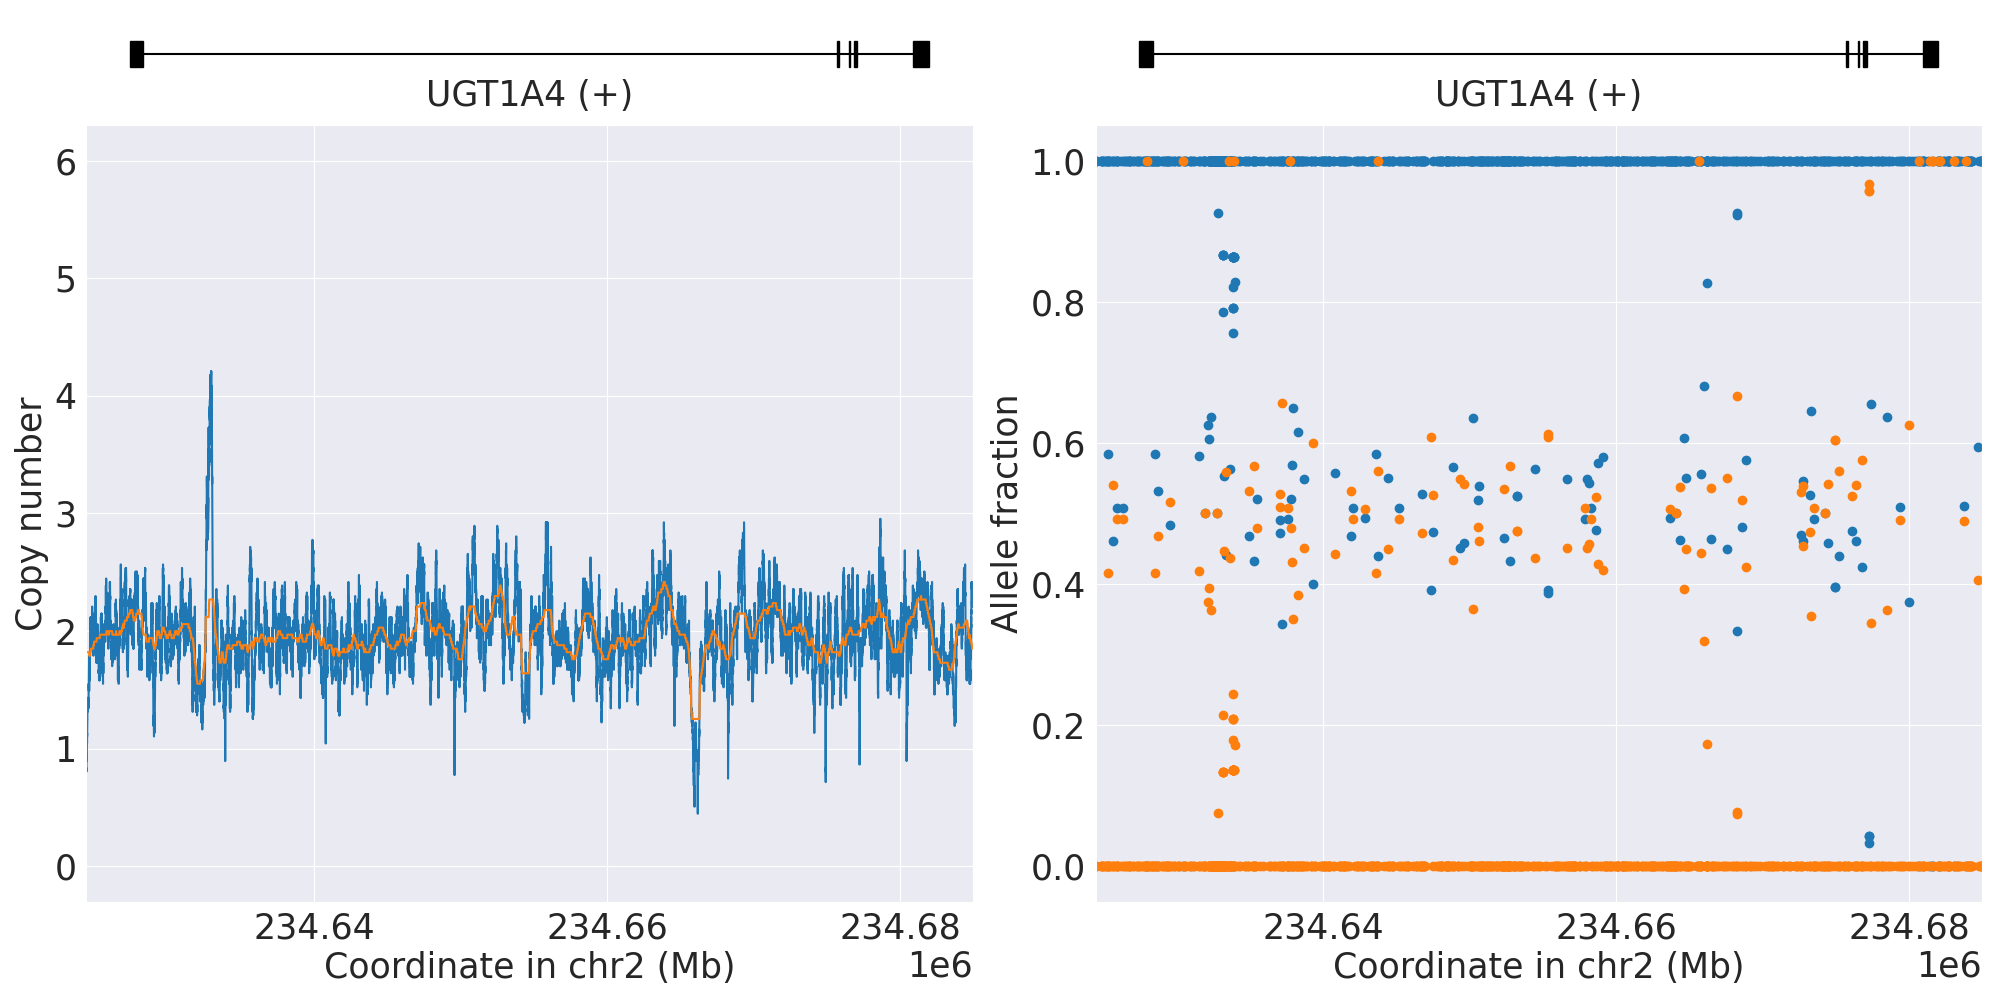 UGT1A4 (+)
6
5
4
3
2
1
0
Copy number
234.64
234.66
234.68
1e6
Coordinate in chr2 (Mb)
UGT1A4 (+)
1.0
0.8
0.6
0.4
0.2
0.0
Allele fraction
234.64
234.66
234.68
1e6
Coordinate in chr2 (Mb)